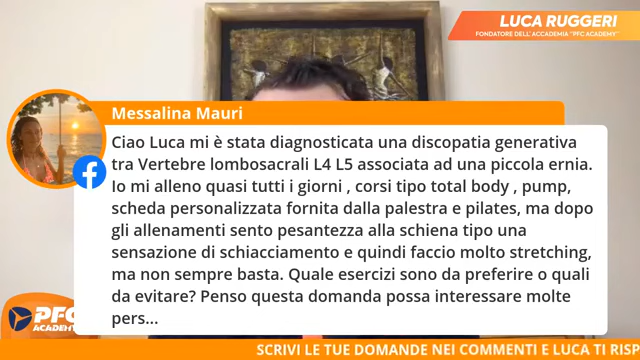 LUCA RUGGERI
FONDATORE DELL'ACCADEMIA "PFC ACADEMY"
Messalina Mauri
Ciao Luca mi è stata diagnosticata una discopatia generativa
tra Vertebre lombosacrali L4 L5 associata ad una piccola ernia.
Io mi alleno quasi tutti i giorni , corsi tipo total body , pump,
scheda personalizzata fornita dalla palestra e pilates, ma dopo
gli allenamenti sento pesantezza alla schiena tipo una
sensazione di schiacciamento e quindi faccio molto stretching,
ma non sempre basta. Quale esercizi sono da preferire o quali
da evitare? Penso questa domanda possa interessare molte
pers...
PFC
ACADEMY
SCRIVI LE TUE DOMANDE NEI COMMENTI E LUCA TI RISP